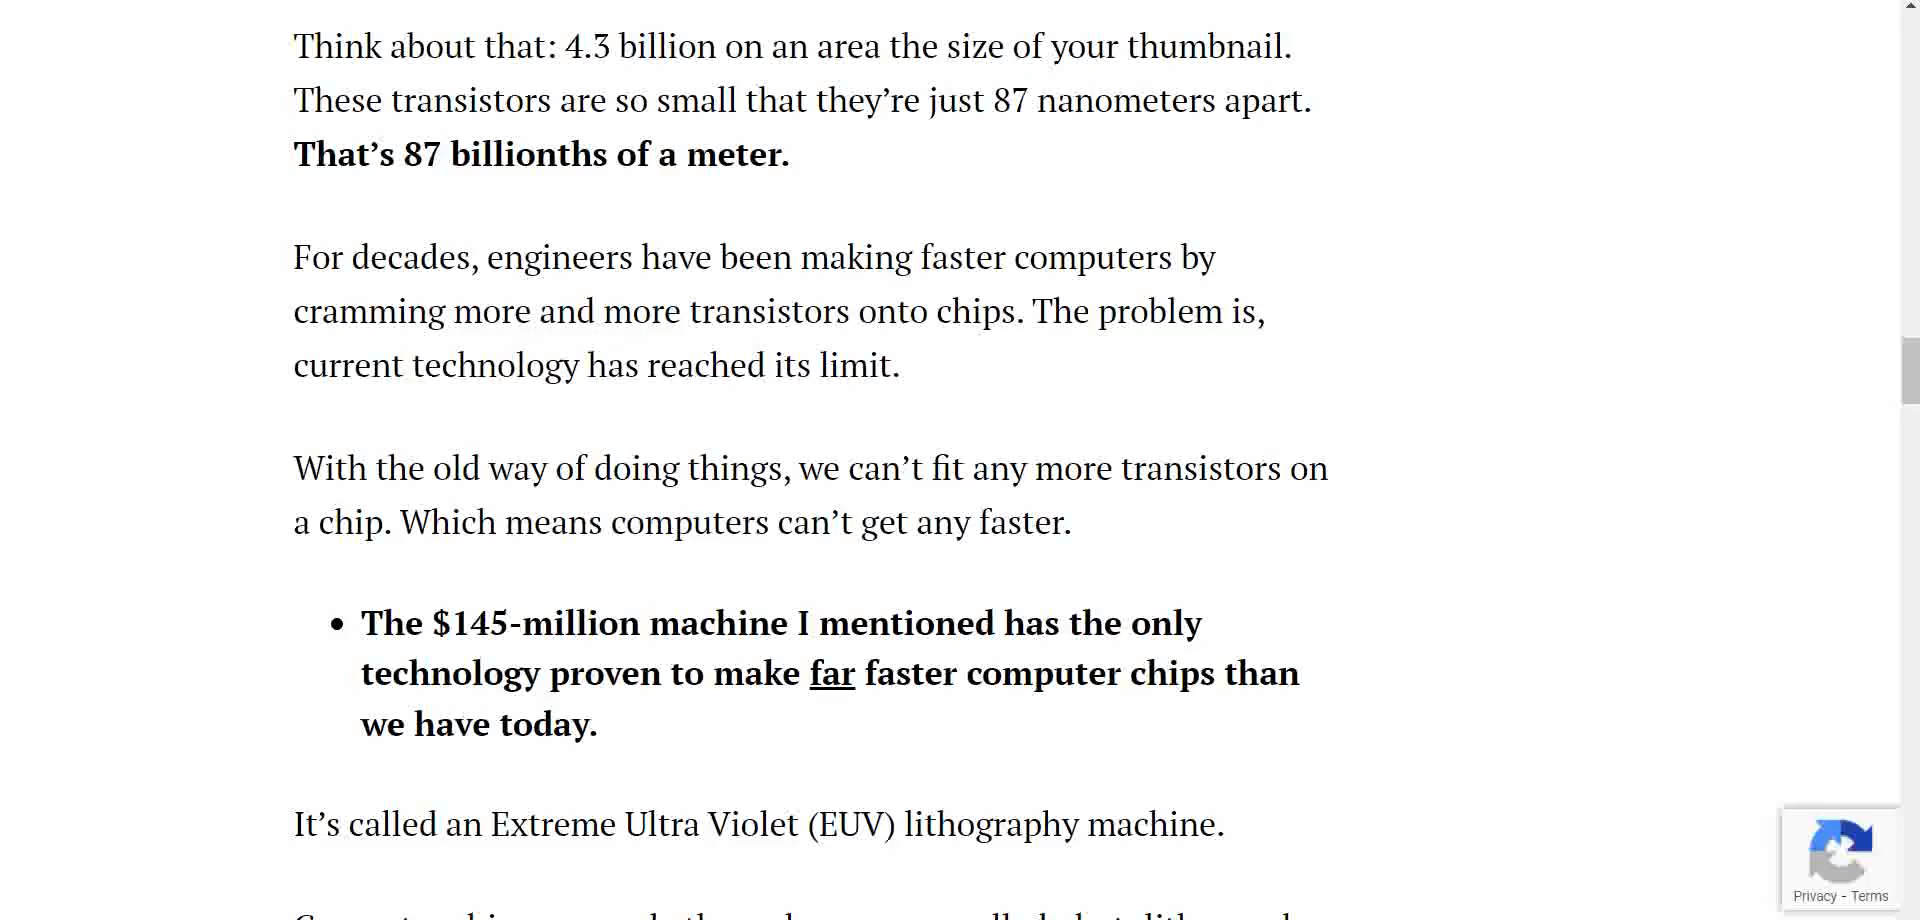 Think about that: 4.3 billion on an area the size of your thumbnail.
These transistors are so small that they’re just 87 nanometers apart.
That’s 87 billionths of a meter.
For decades, engineers have been making faster computers by
cramming more and more transistors onto chips. The problem is,
current technology has reached its limit.
With the old way of doing things, we can’t fit any more transistors on
a chip. Which means computers can’t get any faster.
• The $145-million machine I mentioned has the only
technology proven to make far faster computer chips than
we have today.
It’s called an Extreme Ultra Violet (EUV) lithography machine.
Privacy - Terms